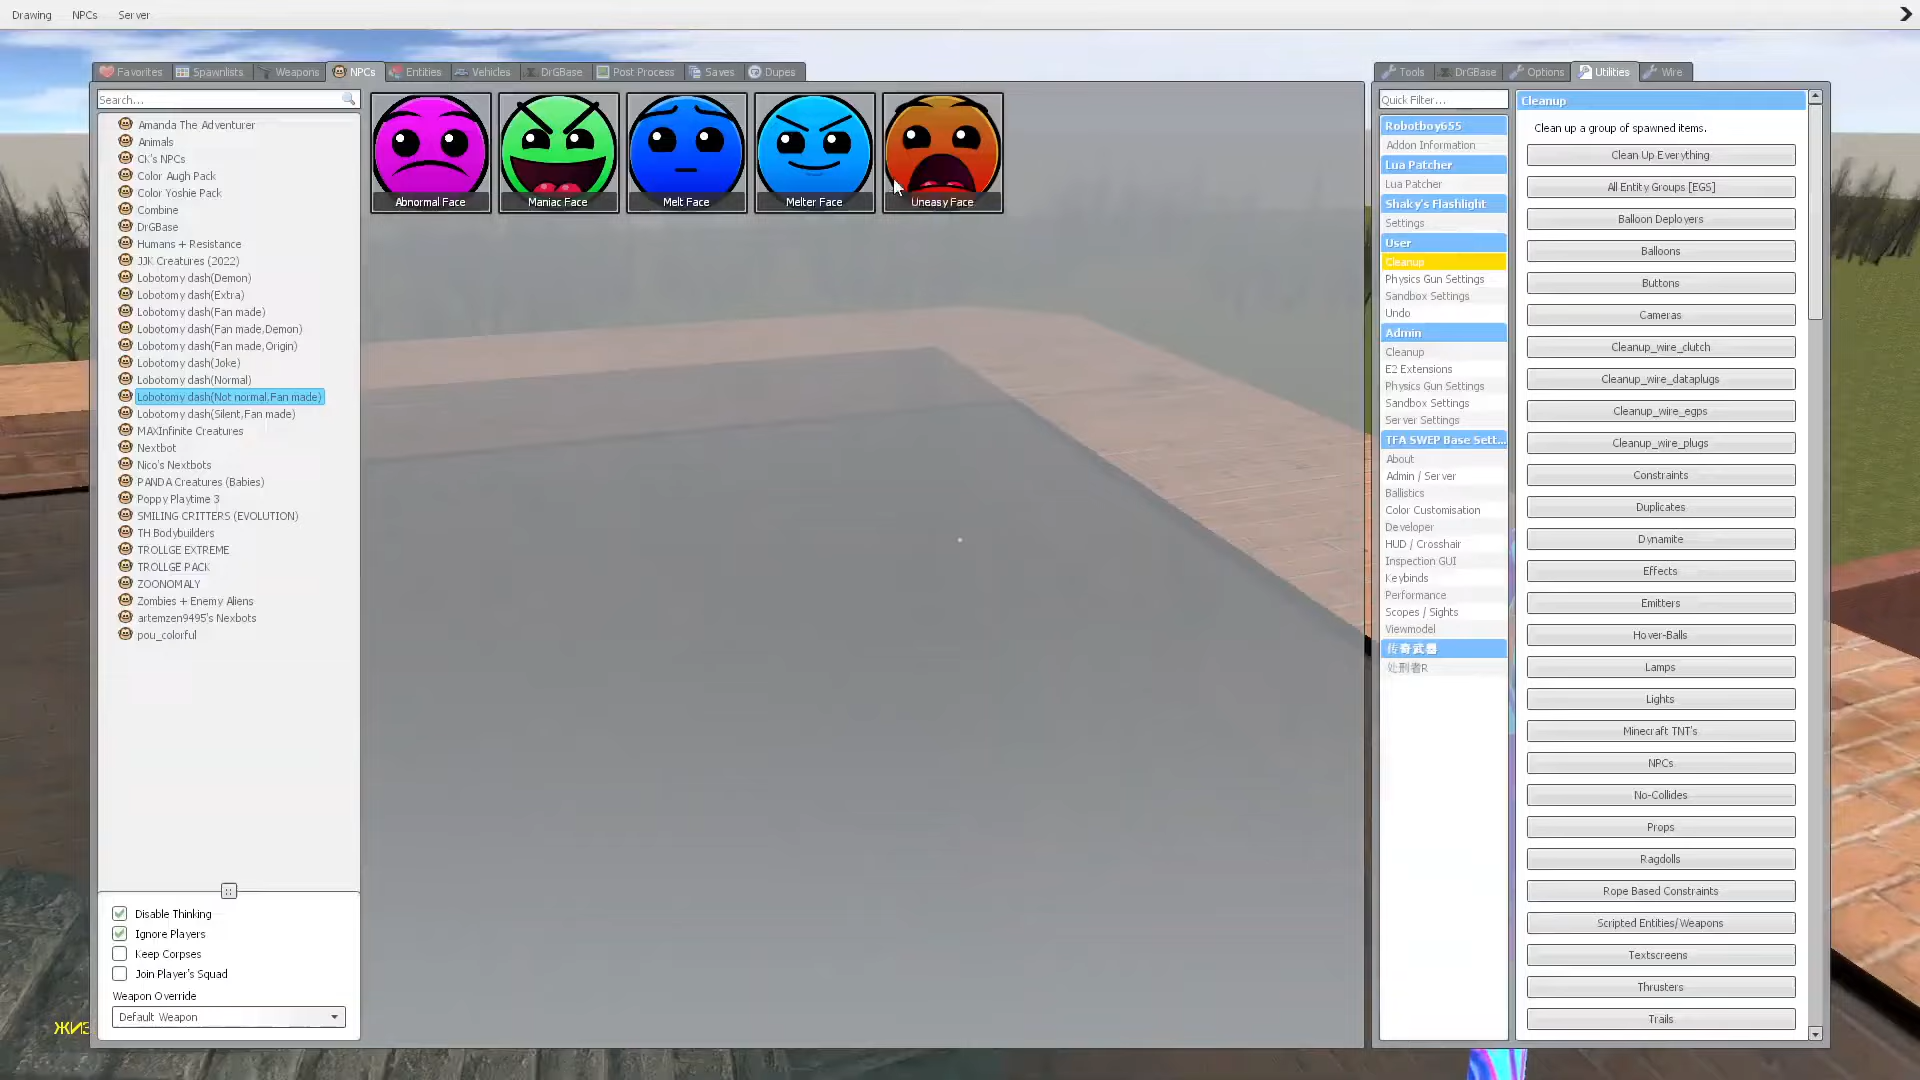 Drawing NPCs Server
Favorites Spawnlists Weapons NPCs Entities Vehicles DrGBase Post Process Saves Dupes
Search...
Amanda The Adventurer
Animals
Ck's NPCs
Color Augh Pack
Color Yoshie Pack
Combine
DrGBase
Humans + Resistance
JJK Creatures (2022)
Lobotomy dash(Demon)
Lobotomy dash(Extra)
Lobotomy dash(Fan made)
Lobotomy dash(Fan made,Demon)
Lobotomy dash(Fan made,Origin)
Lobotomy dash(Joke)
Lobotomy dash(Normal)
Lobotomy dash(Not normal,Fan made)
Lobotomy dash(Silent,Fan made)
MAXInfinite Creatures
Nextbot
Nico's Nextbots
PANDA Creatures (Babies)
Poppy Playtime 3
SMILING CRITTERS (EVOLUTION)
TH Bodybuilders
TROLLGE EXTREME
TROLLGE PACK
ZOONOMALY
Zombies + Enemy Aliens
artemzen9495's Nexbots
pou_colorful
Disable Thinking
Ignore Players
Keep Corpses
Join Player's Squad
Weapon Override
Default Weapon
ЖИЗ
Abnormal Face Maniac Face Melt Face Melter Face Uneasy Face
Tools DrGBase Options Utilities Wire
Quick Filter...
Robotboy655
Addon Information
Lua Patcher
Lua Patcher
Shaky's Flashlight
Settings
User
Cleanup
Physics Gun Settings
Sandbox Settings
Undo
Admin
Cleanup
E2 Extensions
Physics Gun Settings
Sandbox Settings
Server Settings
TFA SWEP Base Sett...
About
Admin / Server
Ballistics
Color Customisation
Developer
HUD / Crosshair
Inspection GUI
Keybinds
Performance
Scopes / Sights
Viewmodel
传奇武器
处刑者R
Cleanup
Clean up a group of spawned items.
Clean Up Everything
All Entity Groups [EGS]
Balloon Deployers
Balloons
Buttons
Cameras
Cleanup_wire_clutch
Cleanup_wire_dataplugs
Cleanup_wire_egps
Cleanup_wire_plugs
Constraints
Duplicates
Dynamite
Effects
Emitters
Hover-Balls
Lamps
Lights
Minecraft TNT's
NPCs
No-Collides
Props
Ragdolls
Rope Based Constraints
Scripted Entities/Weapons
Textscreens
Thrusters
Trails